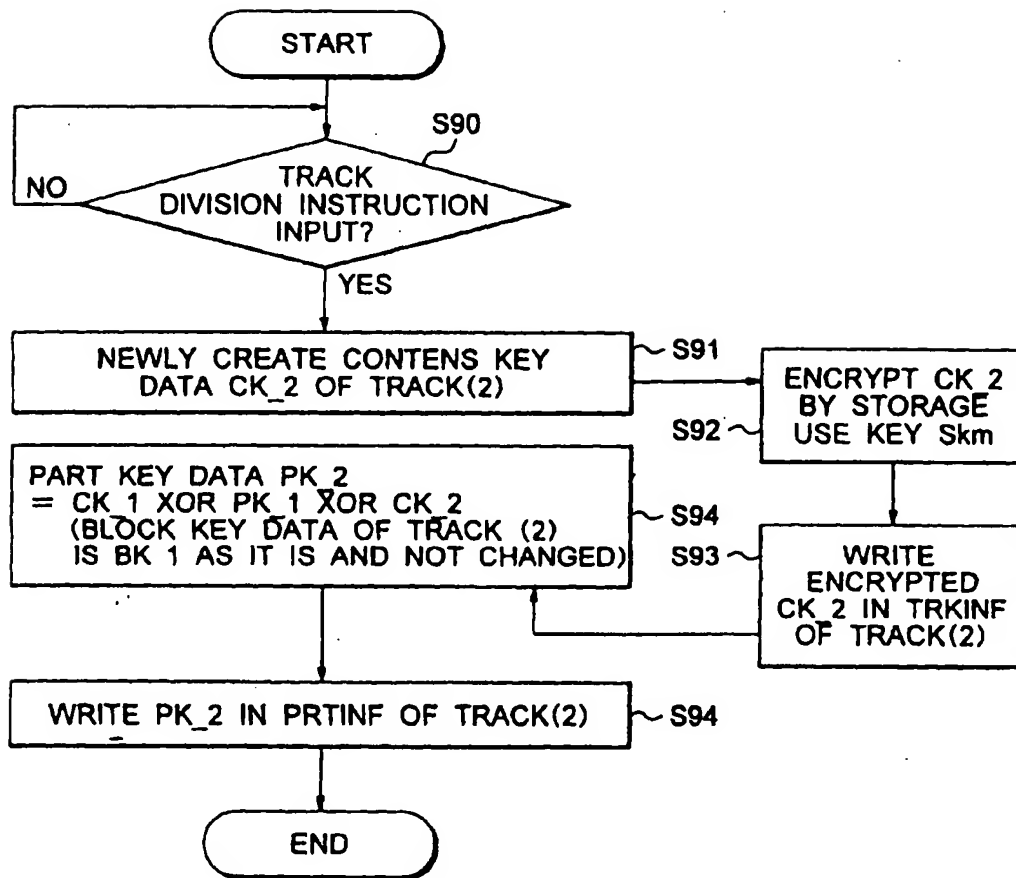 START
S90
NO
TRACK
DIVISION INSTRUCTION
INPUT?
YES
NEWLY CREATE CONTENS KEY
DATA CK_2 OF TRACK(2)
S91
ENCRYPT CK_2
BY STORAGE
USE KEY Skm
S92
S93
WRITE
ENCRYPTED
CK_2 IN TRKINF
OF TRACK(2)
PART KEY DATA PK_2
= CK_1 XOR PK_1 XOR CK_2
(BLOCK KEY DATA OF TRACK (2)
IS BK 1 AS IT IS AND NOT CHANGED)
S94
WRITE PK_2 IN PRTINF OF TRACK(2)
S94
END